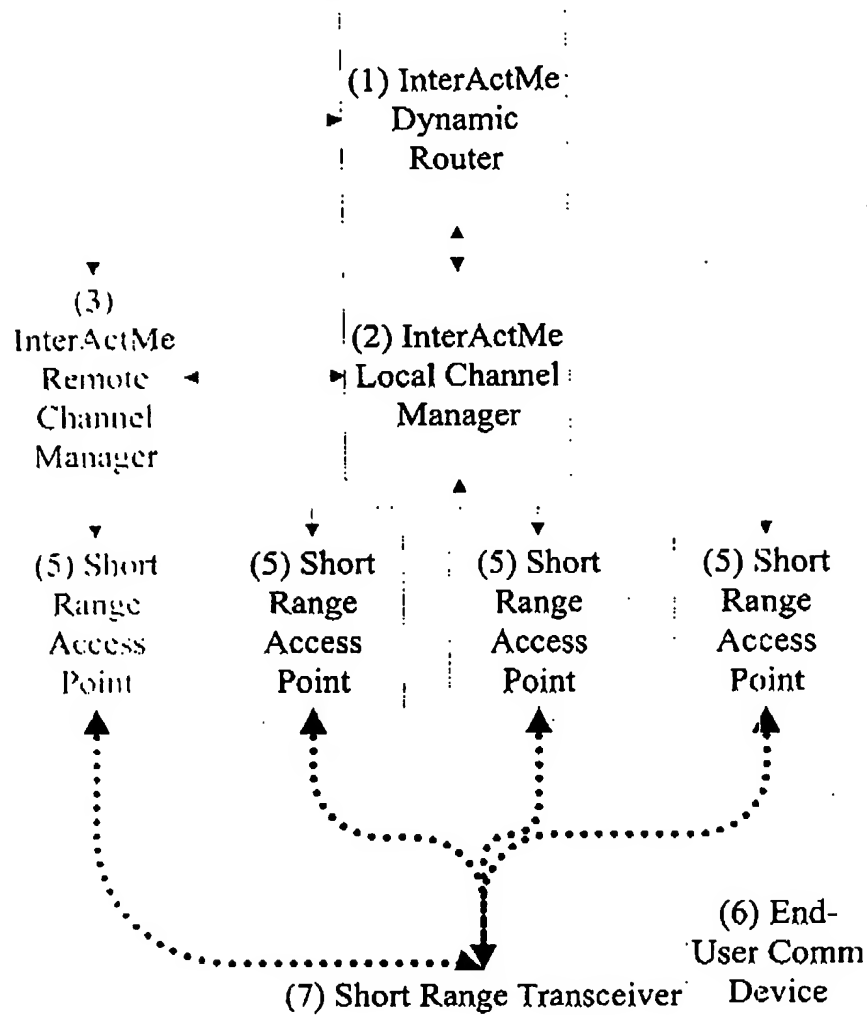 (1) InterActMe
Dynamic
Router
(3)
InterActMe
Remote
Channel
Manager
(2) InterActMe
Local Channel
Manager
(5) Short
Range
Access
Point
(5) Short
Range
Access
Point
(5) Short
Range
Access
Point
(5) Short
Range
Access
Point
(6) End-
User Comm
Device
(7) Short Range Transceiver